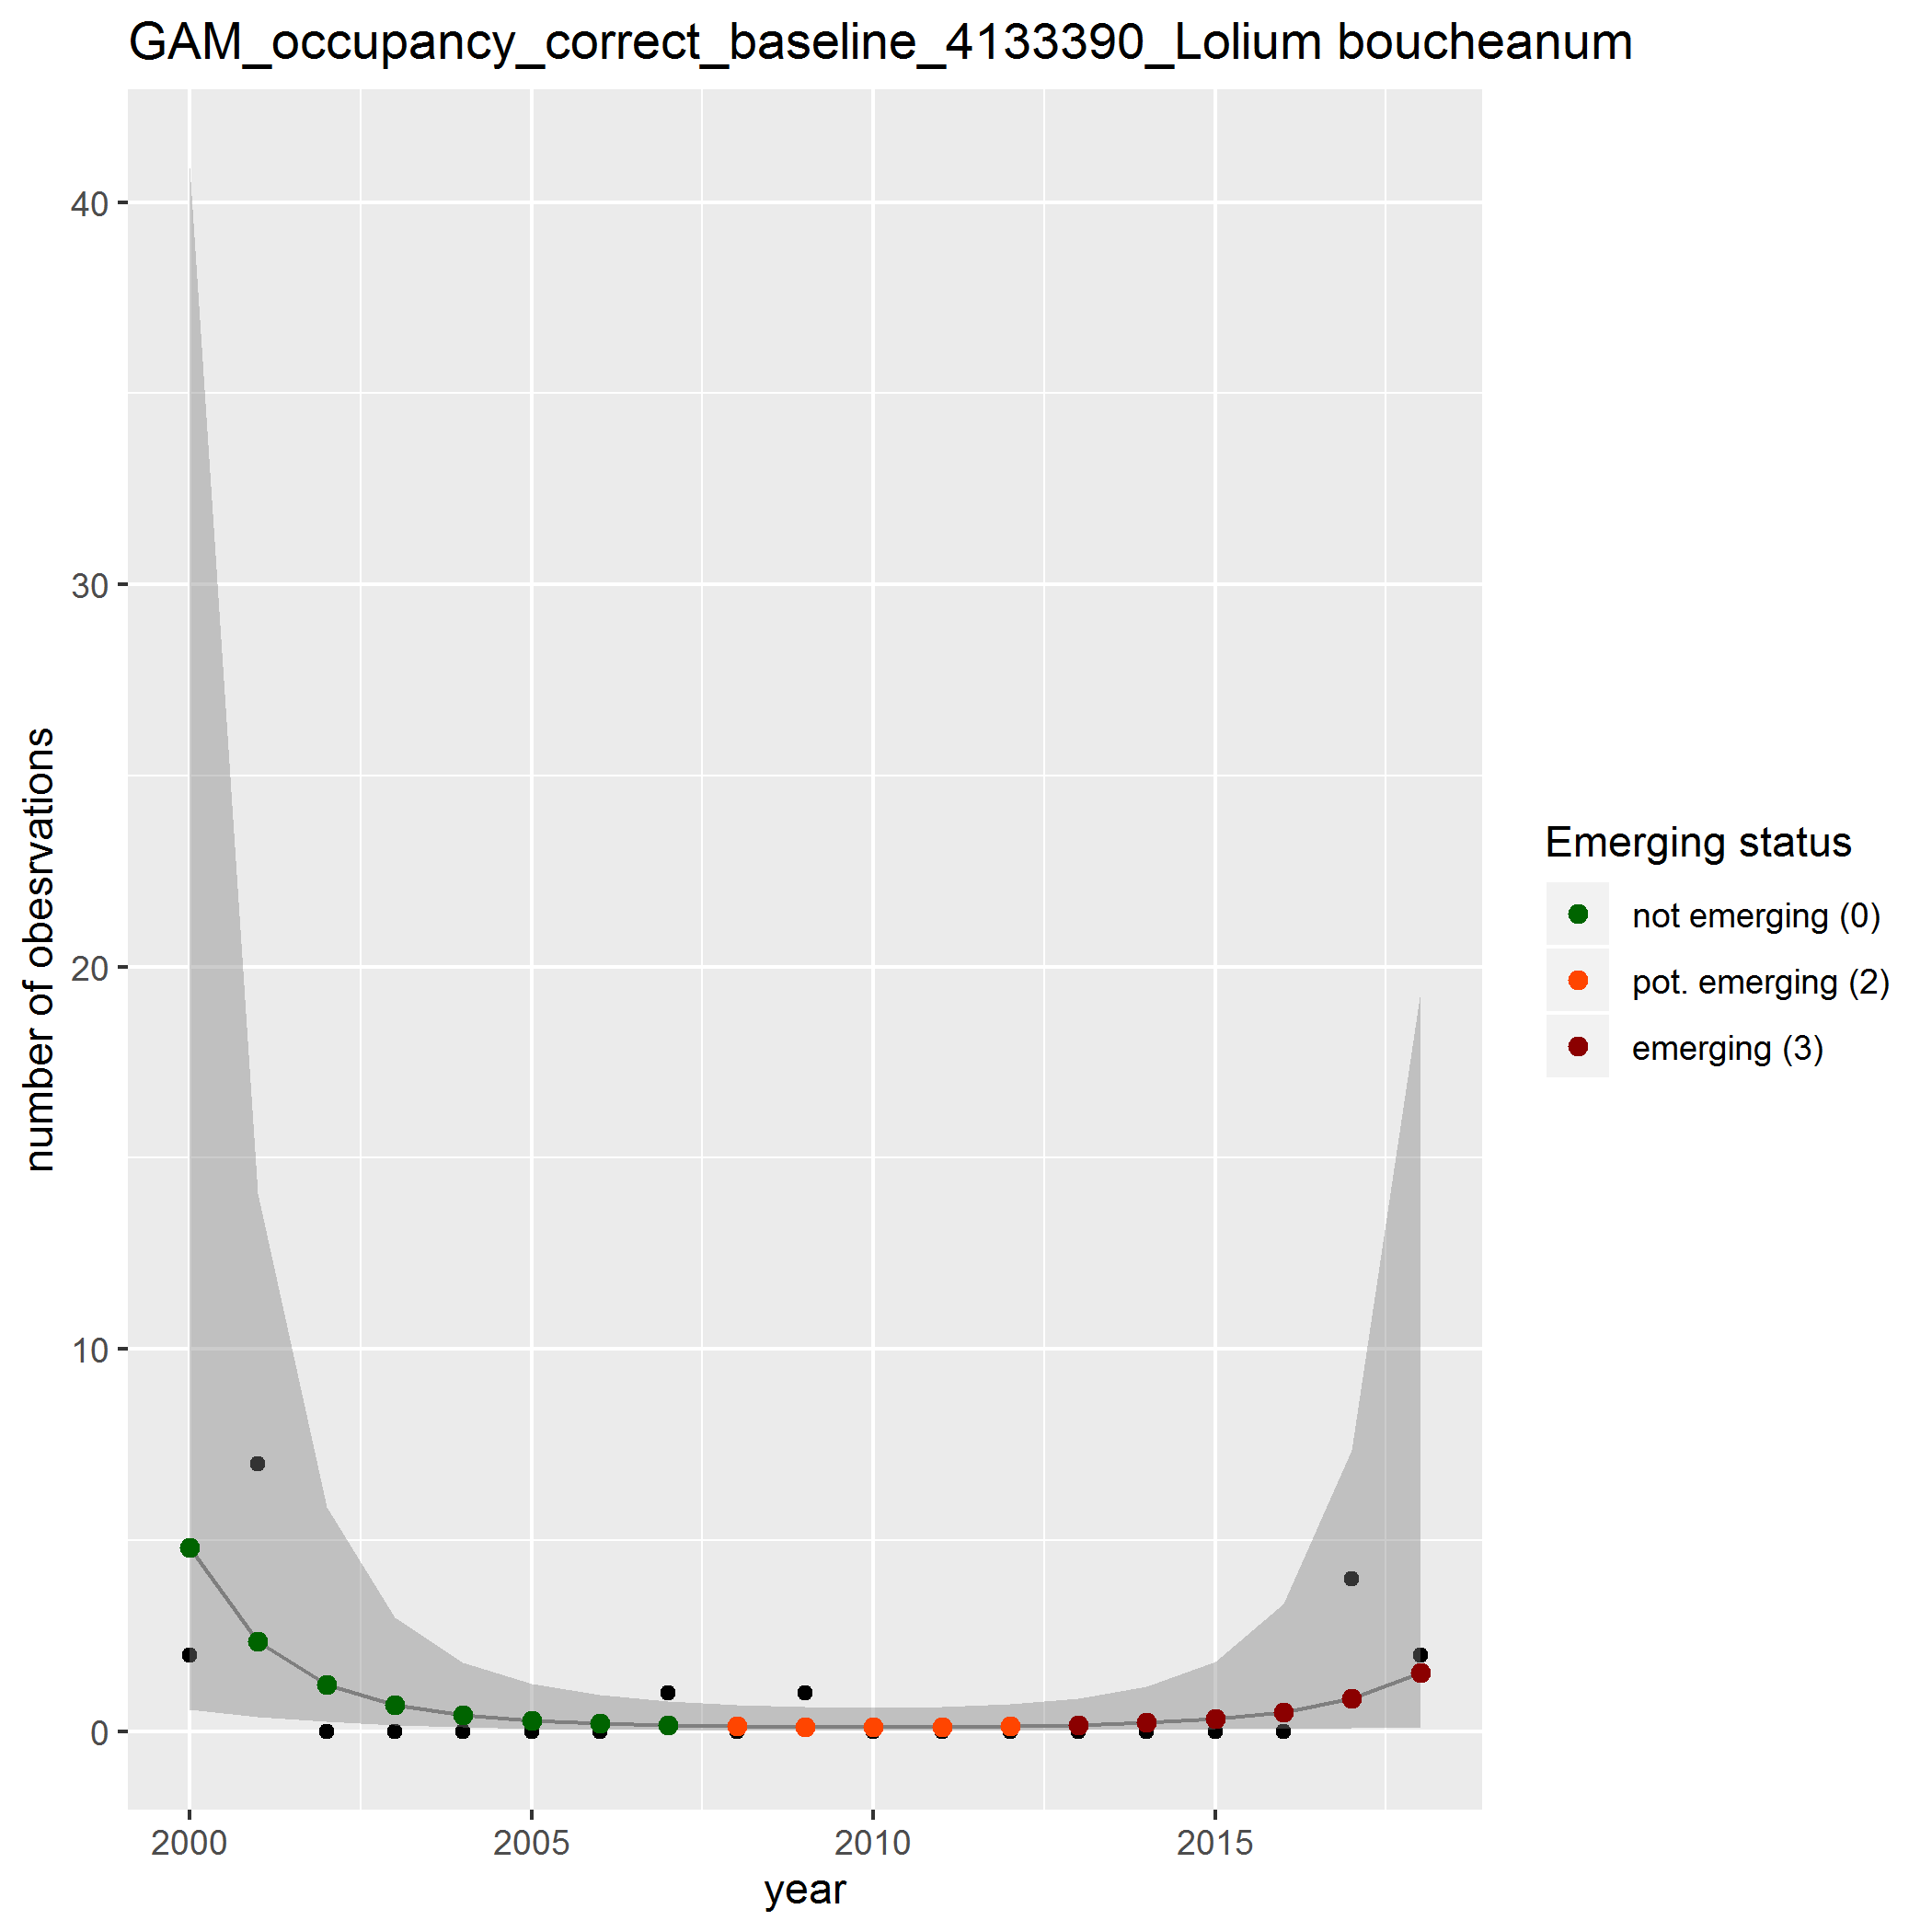 GAM_occupancy_correct_baseline_4133390_Lolium boucheanum
40
30
20
10
0
number of obesrvations
2000 2005 2010 2015
year
Emerging status
not emerging (0)
pot. emerging (2)
emerging (3)